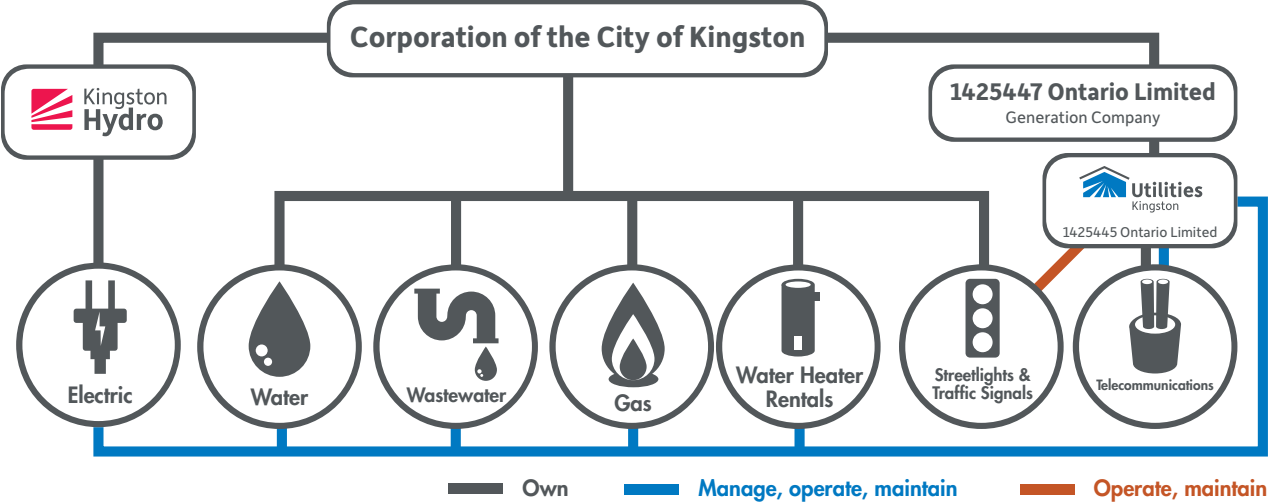 Corporation of the City of Kingston
Kingston
Hydro
1425447 Ontario Limited
Generation Company
Utilities
Kingston
1425445 Ontario Limited
Electric
Water
Wastewater
Gas
Water Heater
Rentals
Streetlights &
Traffic Signals
Telecommunications
Own
Manage, operate, maintain
Operate, maintain